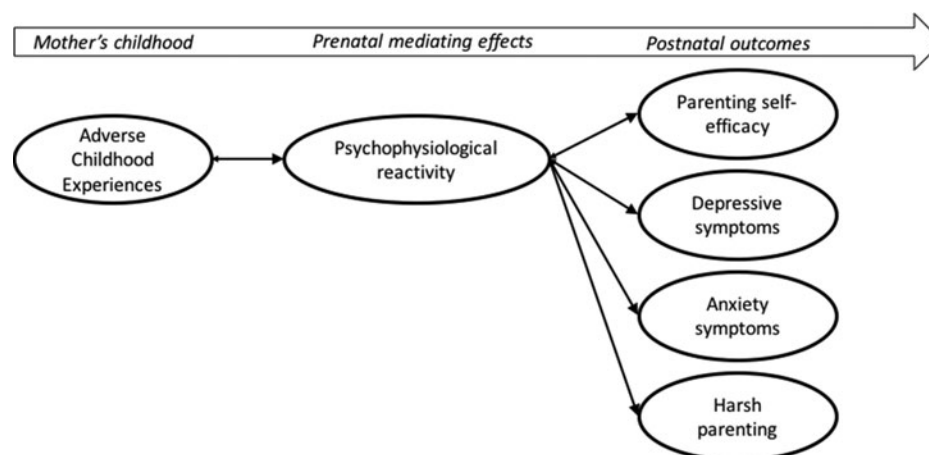 Mother's childhood
Prenatal mediating effects
Postnatal outcomes
Adverse
Childhood
Experiences
Psychophysiological
reactivity
Parenting self-
efficacy
Depressive
symptoms
Anxiety
symptoms
Harsh
parenting